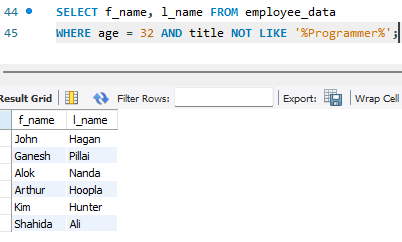 44 SELECT f_name, l_name FROM employee_data
45 WHERE age = 32 AND title NOT LIKE '%Programmer%';
Result Grid Filter Rows: Export: Wrap Cell
f_name l_name
John Hagan
Ganesh Pillai
Alok Nanda
Arthur Hoopla
Kim Hunter
Shahida Ali